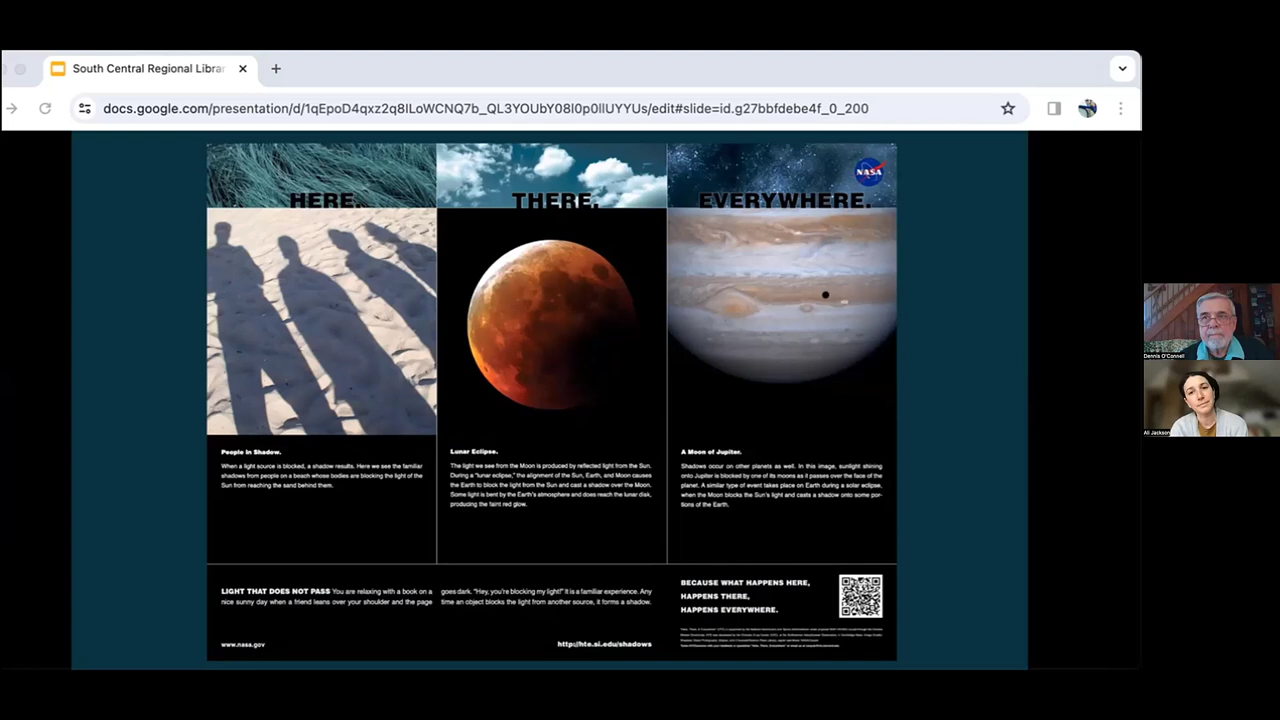 South Central Regional Libra
docs.google.com/presentation/d/1qEpoD4qxz2q8ILoWCNQ7b_QL3YOUbY08I0p0llUYYUs/edit#slide=id.g27bbfdebe4f_0_200
HERE.
THERE.
EVERYWHERE.
NASA
People in Shadow.
When a light source is blocked, a shadow results. Here we see the familiar
shadows from people on a beach whose bodies are blocking the light of the
Sun from reaching the sand behind them.
Lunar Eclipse.
The light we see from the Moon is produced by reflected light from the Sun.
During a "lunar eclipse," the alignment of the Sun, Earth, and Moon causes
the Earth to block the light from the Sun and cast a shadow over the Moon.
Some light is bent by the Earth's atmosphere and does reach the lunar disk,
producing the faint red glow.
A Moon of Jupiter.
Shadows occur on other planets as well. In this image, sunlight shining
onto Jupiter is blocked by one of its moons as it passes over the face of the
planet. A similar type of event takes place on Earth during a solar eclipse,
when the Moon blocks the Sun's light and casts a shadow onto some por-
tions of the Earth.
LIGHT THAT DOES NOT PASS You are relaxing with a book on a
nice sunny day when a friend leans over your shoulder and the page
goes dark. "Hey, you're blocking my light!" It is a familiar experience. Any
time an object blocks the light from another source, it forms a shadow.
BECAUSE WHAT HAPPENS HERE,
HAPPENS THERE,
HAPPENS EVERYWHERE.
www.nasa.gov
http://hte.si.edu/shadows
Dennis O'Connell
Ali Jackson